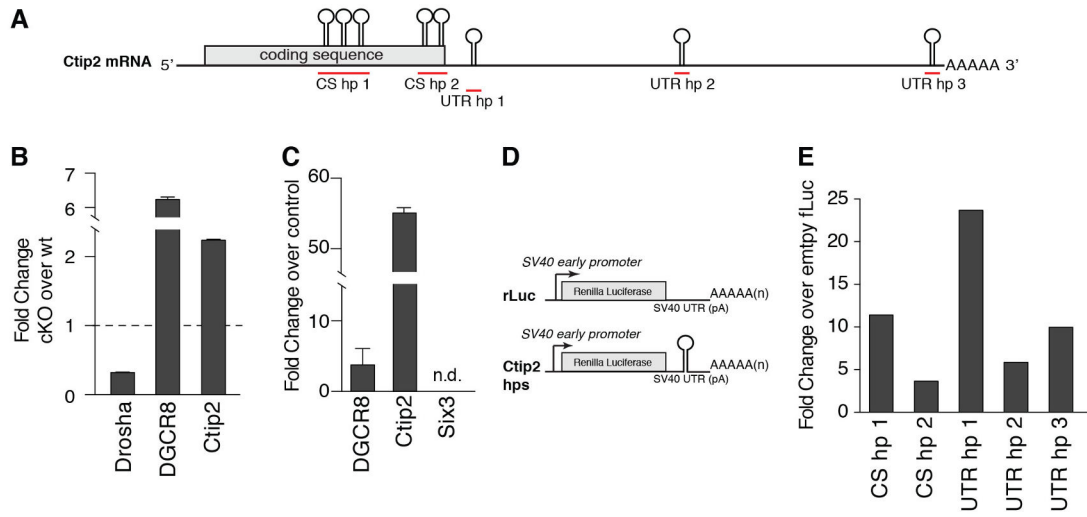 A
Ctip2 mRNA 5’ coding sequence AAAAA 3’
CS hp 1 CS hp 2 UTR hp 2 UTR hp 3
UTR hp 1
B
Fold Change
cKO over wt
7
6
2
1
0
Drosha
DGCR8
Ctip2
C
Fold Change over control
60
50
10
0
n.d.
DGCR8
Ctip2
Six3
D
SV40 early promoter
rLuc Renilla Luciferase AAAAA(n)
SV40 UTR (pA)
SV40 early promoter
Ctip2 Renilla Luciferase AAAAA(n)
hps SV40 UTR (pA)
E
Fold Change over emtpy fLuc
25
20
15
10
5
0
CS hp 1
CS hp 2
UTR hp 1
UTR hp 2
UTR hp 3